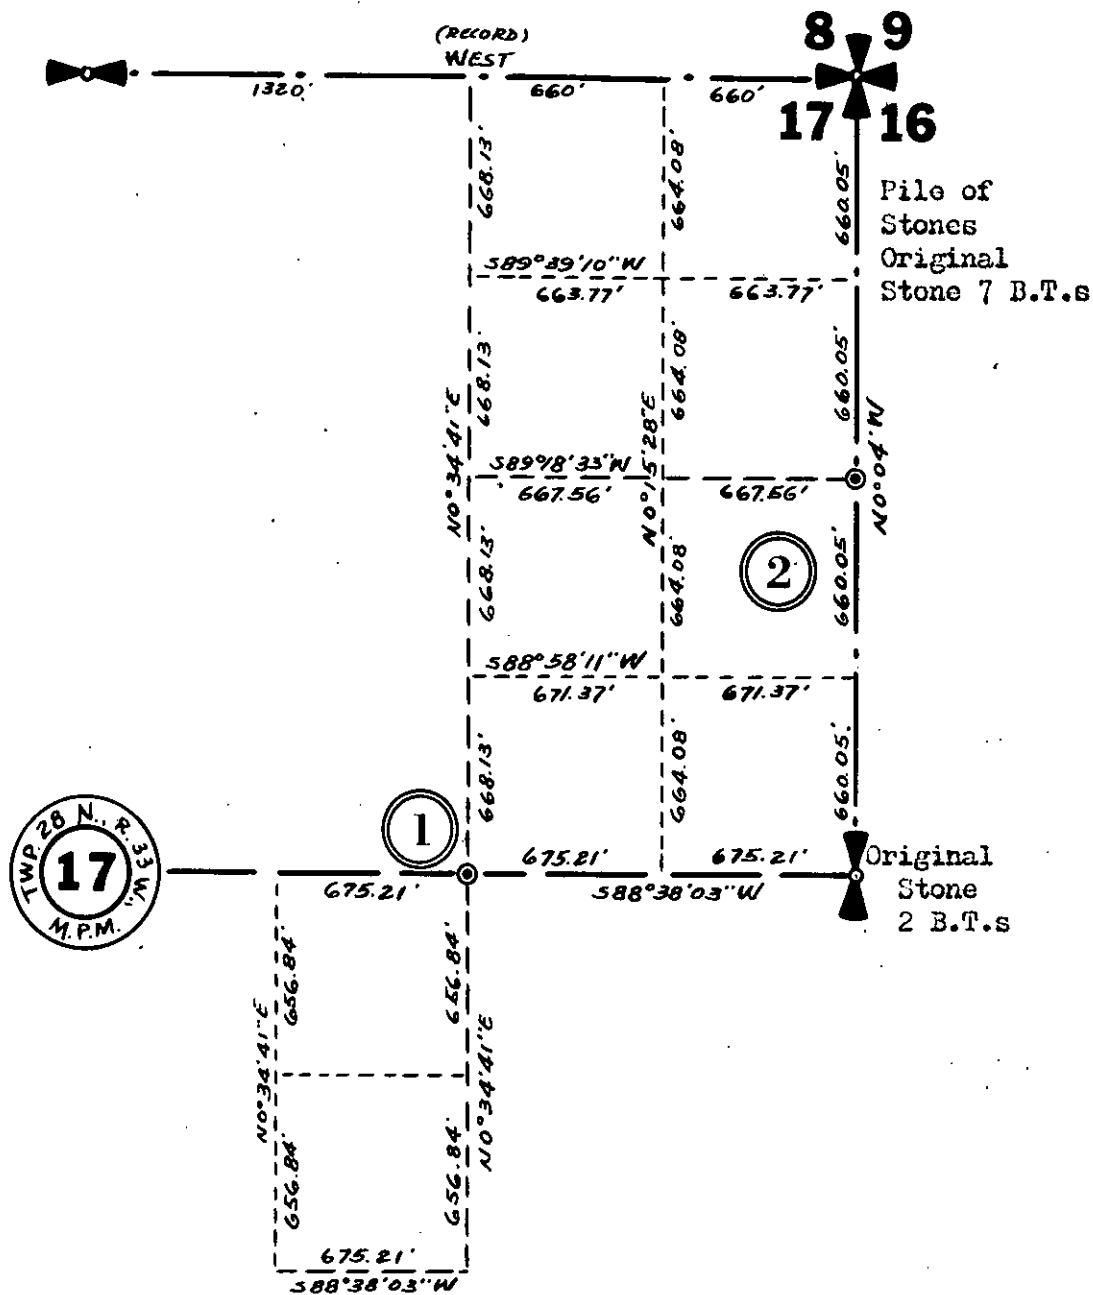 (RECORD)
WEST
8 9
17 16
1320'
660'
660'
668.13'
664.08'
660.05'
Pile of
Stones
Original
Stone 7 B.T.s
S89°39'10"W
663.77'
663.77'
668.13'
664.08'
660.05'
N0°34'41"E
N0°15'28"E
N0°04'W
S89°18'33"W
667.56'
667.56'
668.13'
664.08'
2
660.05'
S88°58'11"W
671.37'
671.37'
668.13'
664.08'
660.05'
TWP. 28 N., R. 33 W.,
17
M.P.M.
1
675.21'
675.21'
675.21'
S88°38'03"W
Original
Stone
2 B.T.s
656.84'
656.84'
N0°34'41"E
N0°34'41"E
656.84'
656.84'
675.21'
S88°38'03"W